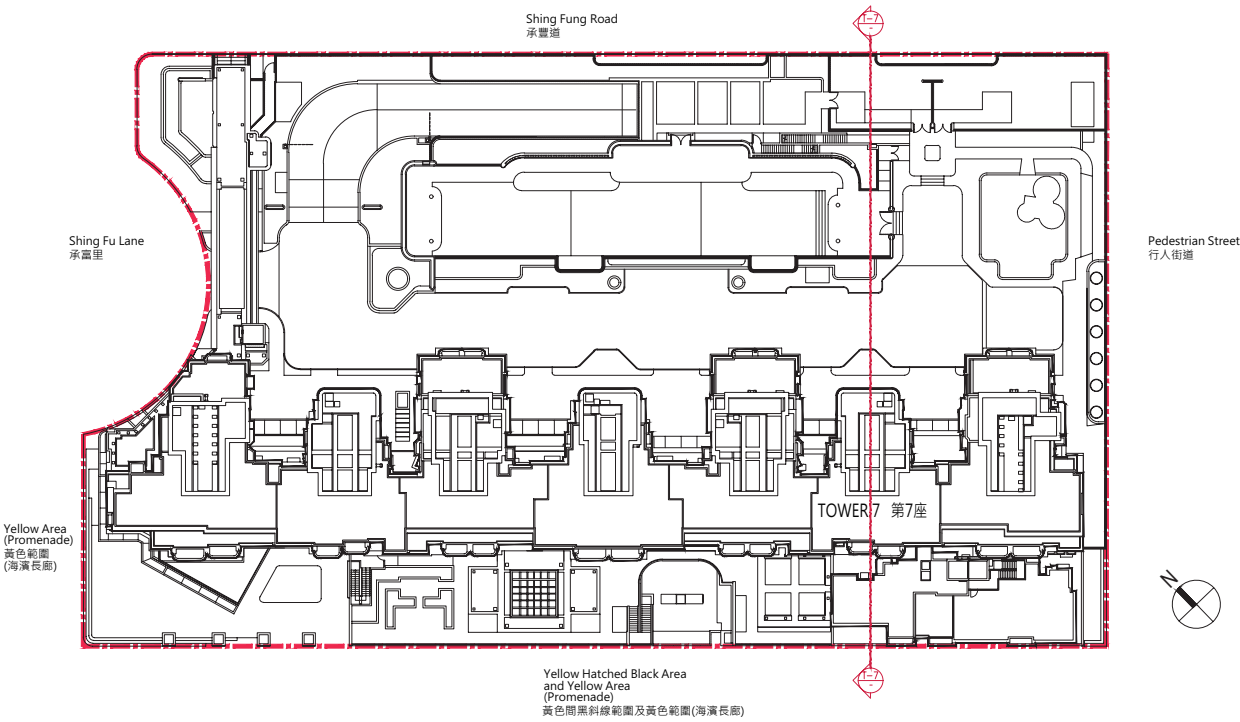 Shing Fung Road
承豐道
T-7
-
Shing Fu Lane
承富里
Pedestrian Street
行人街道
TOWER 7 第7座
Yellow Area
(Promenade)
黃色範圍
(海濱長廊)
N
T-7
-
Yellow Hatched Black Area
and Yellow Area
(Promenade)
黃色間黑斜線範圍及黃色範圍(海濱長廊)